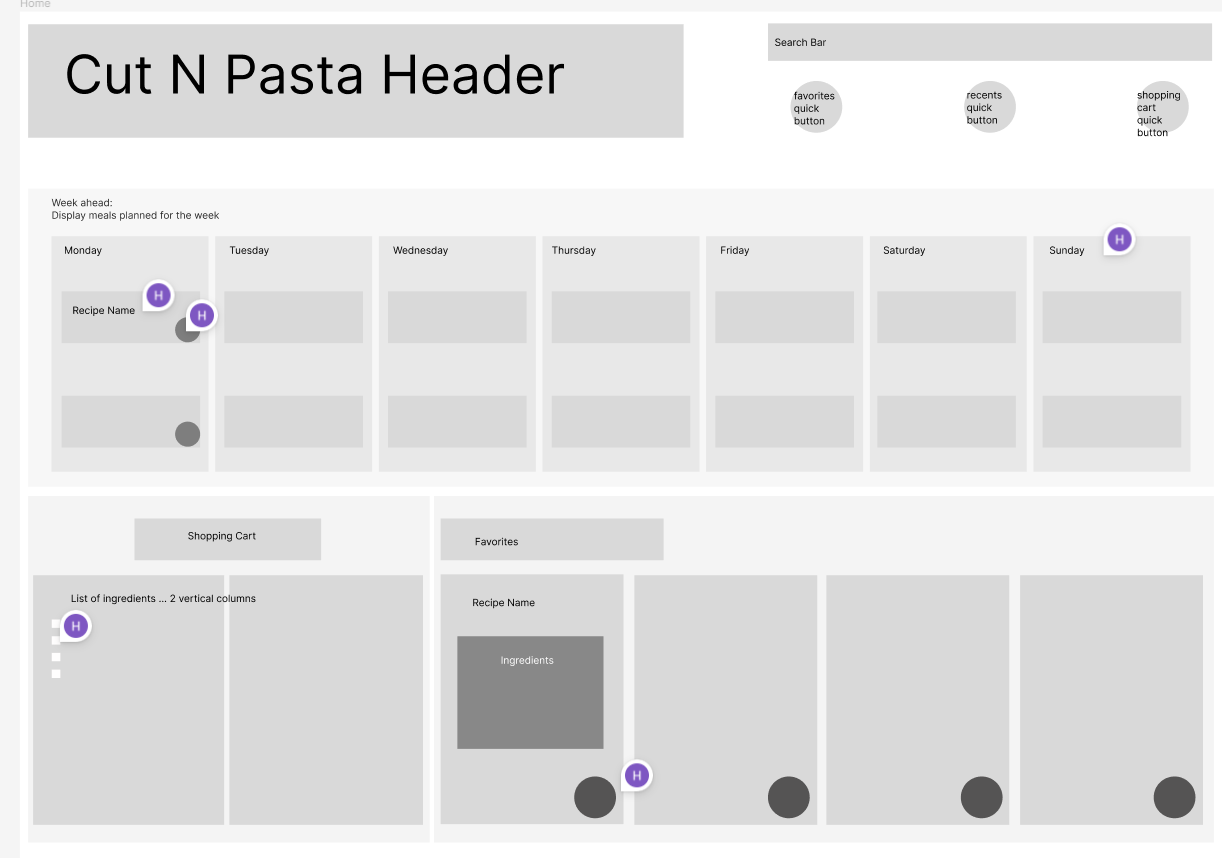 Home
Cut N Pasta Header
Search Bar
favorites
quick
button
recents
quick
button
shopping
cart
quick
button
Week ahead:
Display meals planned for the week
Monday
Tuesday
Wednesday
Thursday
Friday
Saturday
Sunday
H
H
Recipe Name
H
Shopping Cart
Favorites
List of ingredients ... 2 vertical columns
H
Recipe Name
Ingredients
H